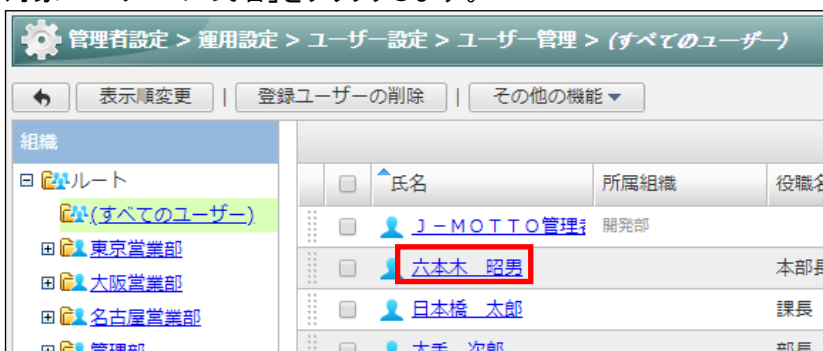 管理者設定 > 運用設定 > ユーザー設定 > ユーザー管理 > (すべてのユーザー)
表示順変更 | 登録ユーザーの削除 | その他の機能▼
組織
ルート
(すべてのユーザー)
東京営業部
大阪営業部
名古屋営業部
管理部
氏名 所属組織 役職名
J-MOTTO管理者 開発部
六本木 昭男 本部長
日本橋 太郎 課長
大手 次郎 部長